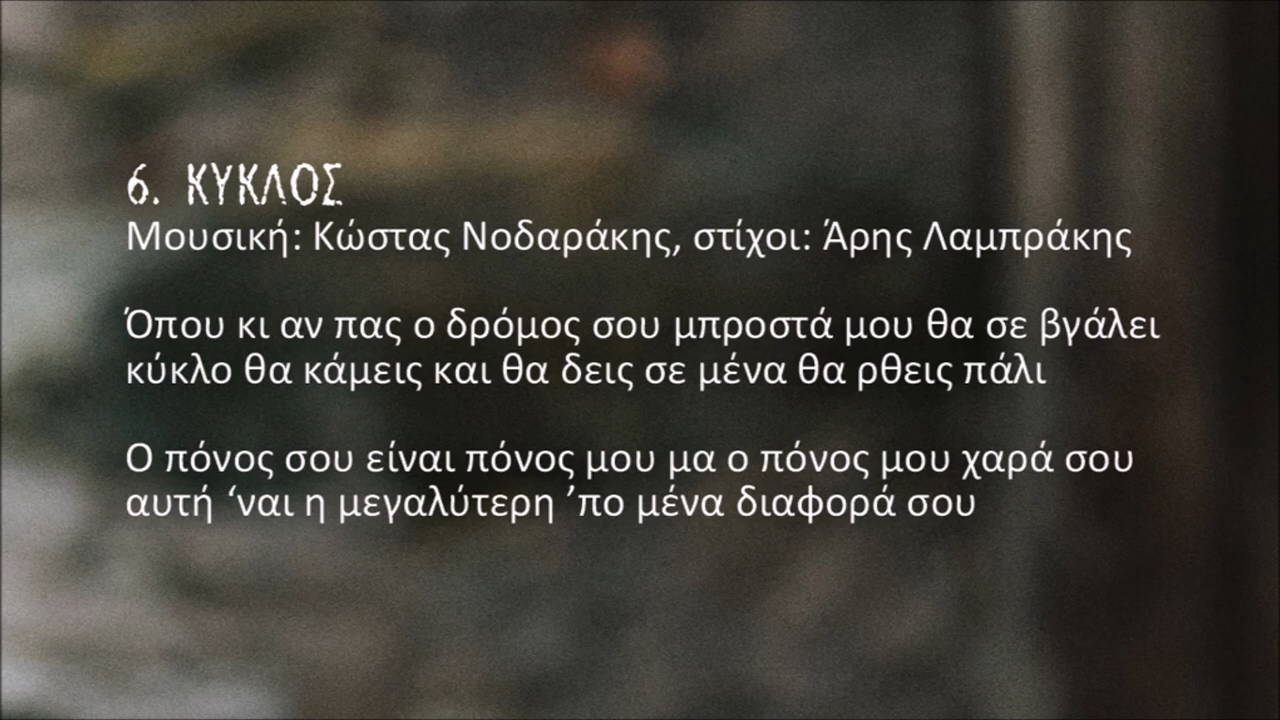 6. ΚΥΚΛΟΣ
Μουσική: Κώστας Νοδαράκης, στίχοι: Άρης Λαμπράκης
Όπου κι αν πας ο δρόμος σου μπροστά μου θα σε βγάλει
κύκλο θα κάμεις και θα δεις σε μένα θα ρθεις πάλι
Ο πόνος σου είναι πόνος μου μα ο πόνος μου χαρά σου
αυτή ‘ναι η μεγαλύτερη ’πο μένα διαφορά σου